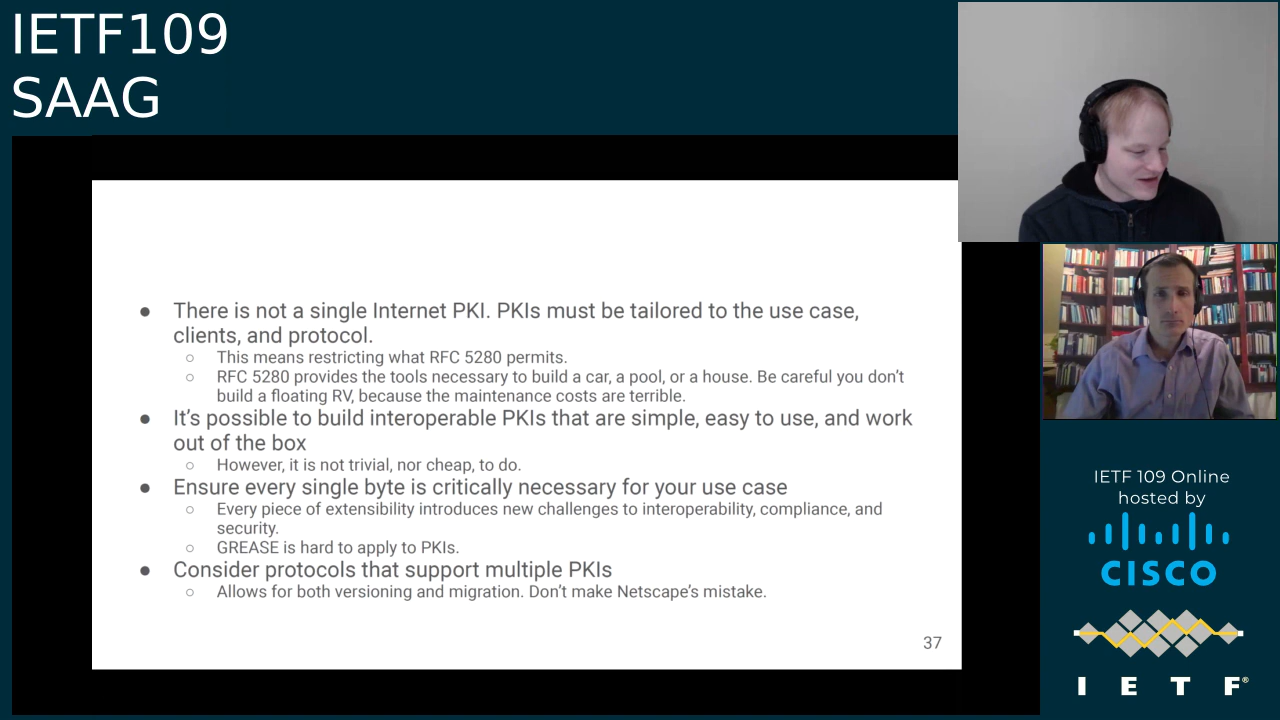 IETF109
SAAG
● There is not a single Internet PKI. PKIs must be tailored to the use case,
clients, and protocol.
○ This means restricting what RFC 5280 permits.
○ RFC 5280 provides the tools necessary to build a car, a pool, or a house. Be careful you don’t
build a floating RV, because the maintenance costs are terrible.
● It’s possible to build interoperable PKIs that are simple, easy to use, and work
out of the box
○ However, it is not trivial, nor cheap, to do.
● Ensure every single byte is critically necessary for your use case
○ Every piece of extensibility introduces new challenges to interoperability, compliance, and
security.
○ GREASE is hard to apply to PKIs.
● Consider protocols that support multiple PKIs
○ Allows for both versioning and migration. Don’t make Netscape’s mistake.
37
IETF 109 Online
hosted by
CISCO
I E T F®